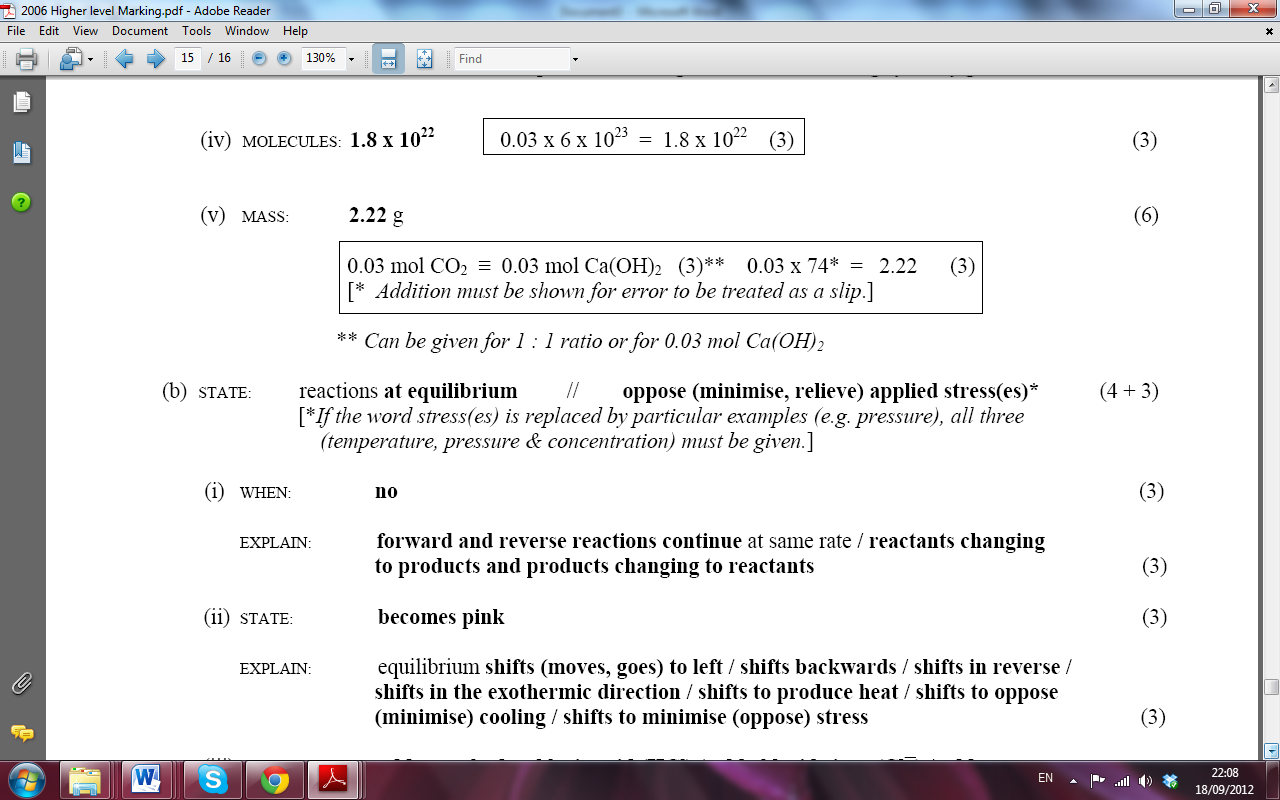 2006 Higher level Marking.pdf - Adobe Reader
File Edit View Document Tools Window Help
15 / 16 130% Find
(iv) MOLECULES: 1.8 x 10²² 0.03 x 6 x 10²³ = 1.8 x 10²² (3) (3)
(v) MASS: 2.22 g (6)
0.03 mol CO₂ ≡ 0.03 mol Ca(OH)₂ (3)** 0.03 x 74* = 2.22 (3)
[* Addition must be shown for error to be treated as a slip.]
** Can be given for 1 : 1 ratio or for 0.03 mol Ca(OH)₂
(b) STATE: reactions at equilibrium // oppose (minimise, relieve) applied stress(es)* (4 + 3)
[*If the word stress(es) is replaced by particular examples (e.g. pressure), all three
(temperature, pressure & concentration) must be given.]
(i) WHEN: no (3)
EXPLAIN: forward and reverse reactions continue at same rate / reactants changing
to products and products changing to reactants (3)
(ii) STATE: becomes pink (3)
EXPLAIN: equilibrium shifts (moves, goes) to left / shifts backwards / shifts in reverse /
shifts in the exothermic direction / shifts to produce heat / shifts to oppose
(minimise) cooling / shifts to minimise (oppose) stress (3)
EN 22:08
18/09/2012